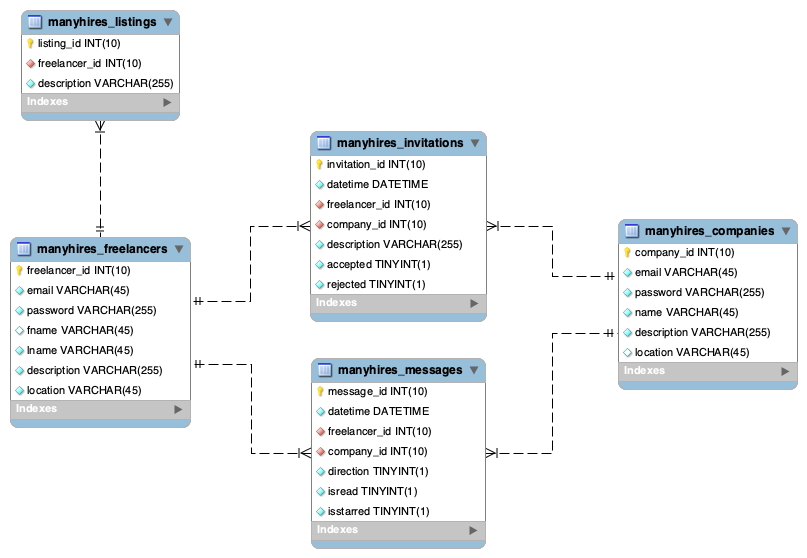 manyhires_listings
listing_id INT(10)
freelancer_id INT(10)
description VARCHAR(255)
Indexes
manyhires_freelancers
freelancer_id INT(10)
email VARCHAR(45)
password VARCHAR(255)
fname VARCHAR(45)
lname VARCHAR(45)
description VARCHAR(255)
location VARCHAR(45)
Indexes
manyhires_invitations
invitation_id INT(10)
datetime DATETIME
freelancer_id INT(10)
company_id INT(10)
description VARCHAR(255)
accepted TINYINT(1)
rejected TINYINT(1)
Indexes
manyhires_messages
message_id INT(10)
datetime DATETIME
freelancer_id INT(10)
company_id INT(10)
direction TINYINT(1)
isread TINYINT(1)
isstarred TINYINT(1)
Indexes
manyhires_companies
company_id INT(10)
email VARCHAR(45)
password VARCHAR(255)
name VARCHAR(45)
description VARCHAR(255)
location VARCHAR(45)
Indexes